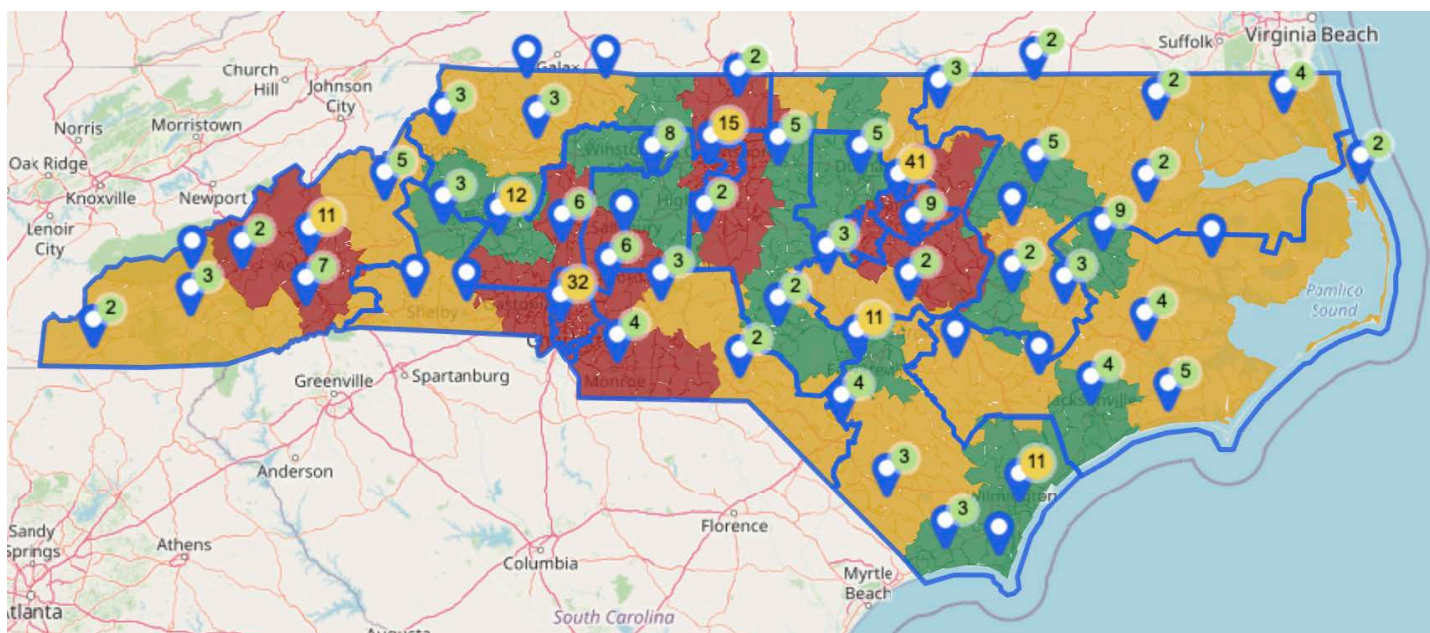 Virginia Beach
Suffolk
Galax
Church
Hill
Johnson
City
Norris
Morristown
Oak Ridge
Newport
Knoxville
Lenoir
City
2
3
2
3
3
2
4
8
15
5
5
5
41
5
2
2
3
12
6
2
9
9
2
11
7
6
3
3
2
2
3
3
32
2
2
4
11
4
2
4
4
5
3
11
3
Shelby
Monroe
Jacksonville
Wilmington
Pamlico
Sound
Greenville
Spartanburg
Anderson
Florence
Sandy
Springs
Athens
Columbia
Atlanta
Myrtle
Beach
South Carolina
Augusta